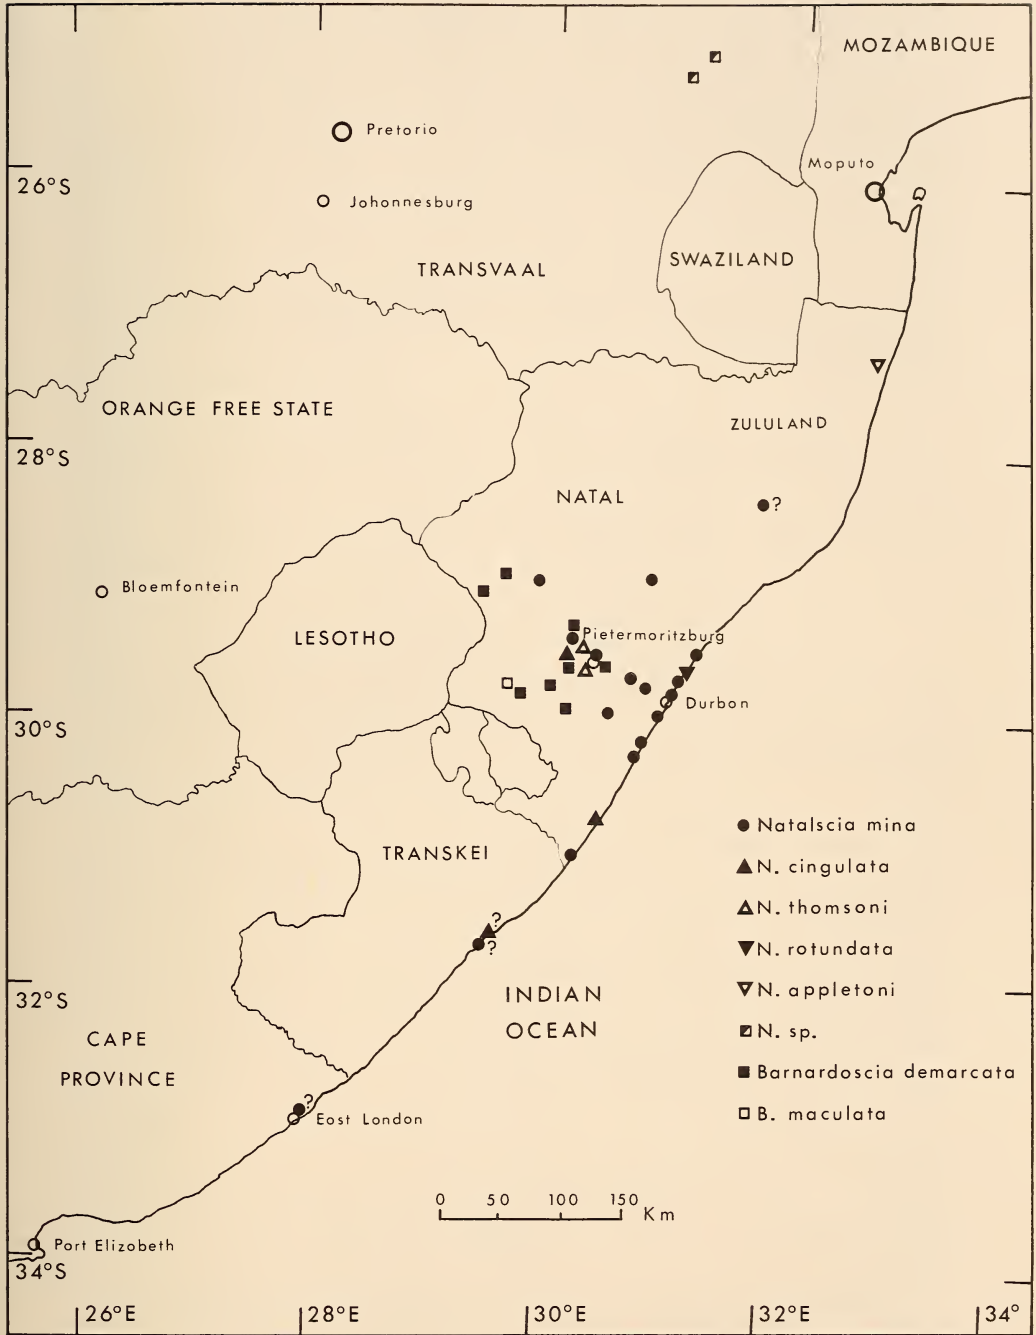 MOZAMBIQUE
Pretorio
Moputo
26°S
Johonnesburg
SWAZILAND
TRANSVAAL
ORANGE FREE STATE
ZULULAND
28°S
NATAL
?
Bloemfontein
Pietermoritzburg
LESOTHO
Durbon
30°S
Natalscia mina
TRANSKEI
N. cingulata
N. thomsoni
?
?
N. rotundata
N. appletoni
32°S
INDIAN
OCEAN
N. sp.
CAPE
PROVINCE
Barnardoscia demarcata
?
B. maculata
Eost London
0 50 100 150
Km
Port Elizobeth
34°S
26°E 28°E 30°E 32°E 34°